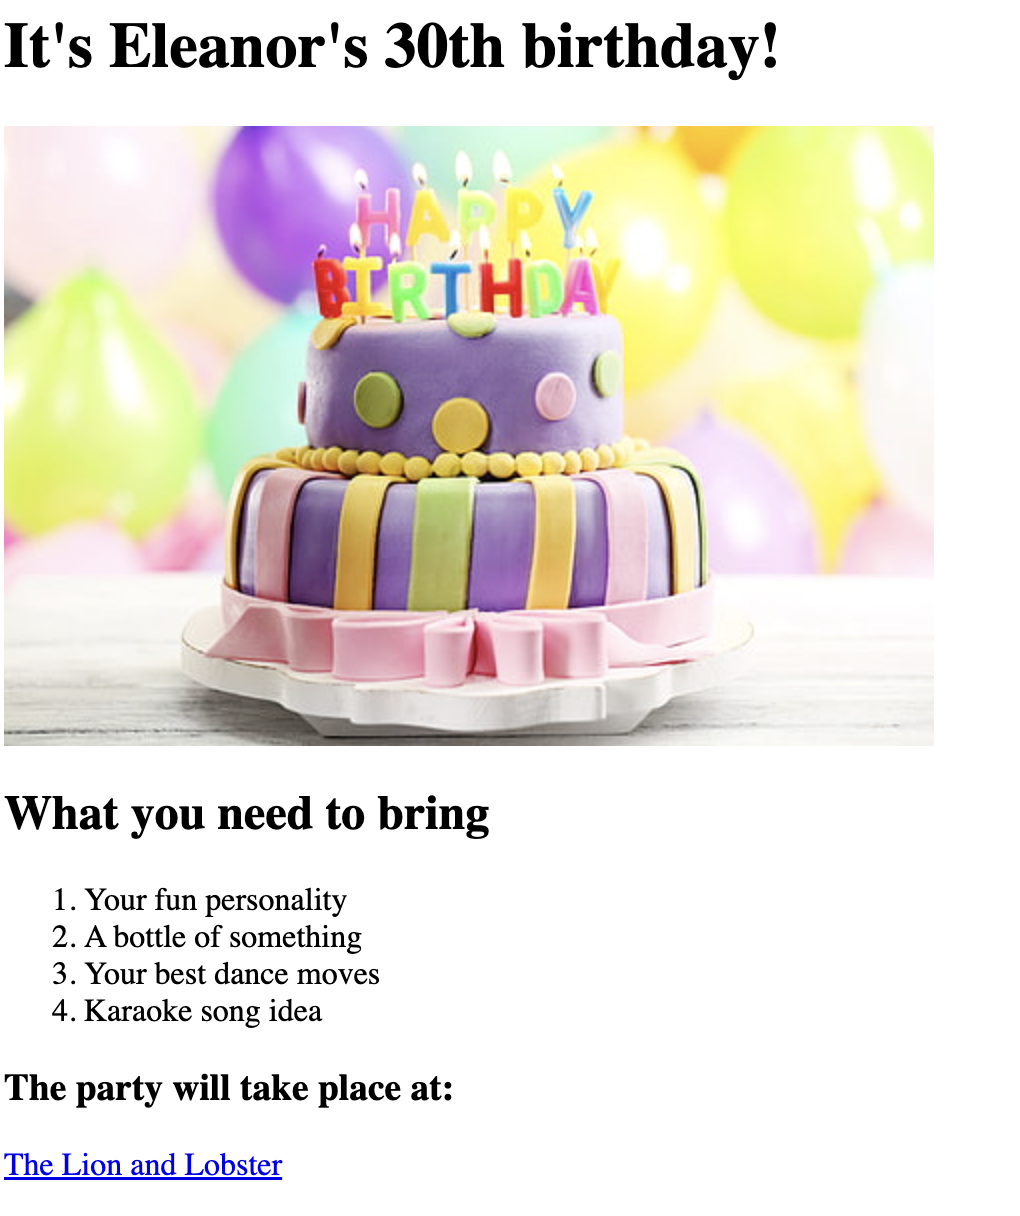 It's Eleanor's 30th birthday!
HAPPY
BIRTHDAY
What you need to bring
1. Your fun personality
2. A bottle of something
3. Your best dance moves
4. Karaoke song idea
The party will take place at:
The Lion and Lobster